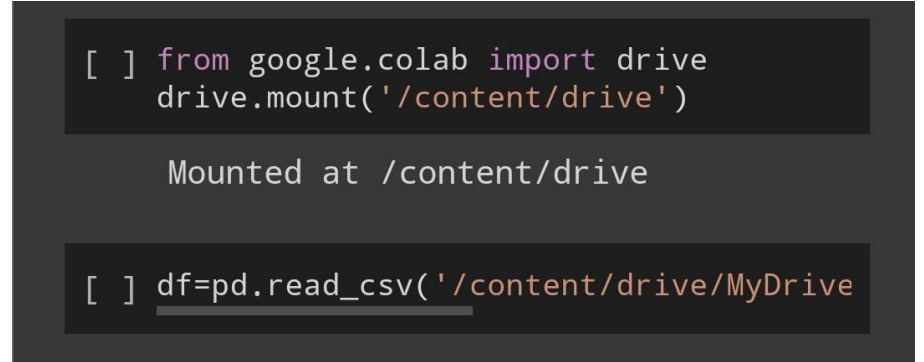 [ ] from google.colab import drive
drive.mount('/content/drive')
Mounted at /content/drive
[ ] df=pd.read_csv('/content/drive/MyDrive